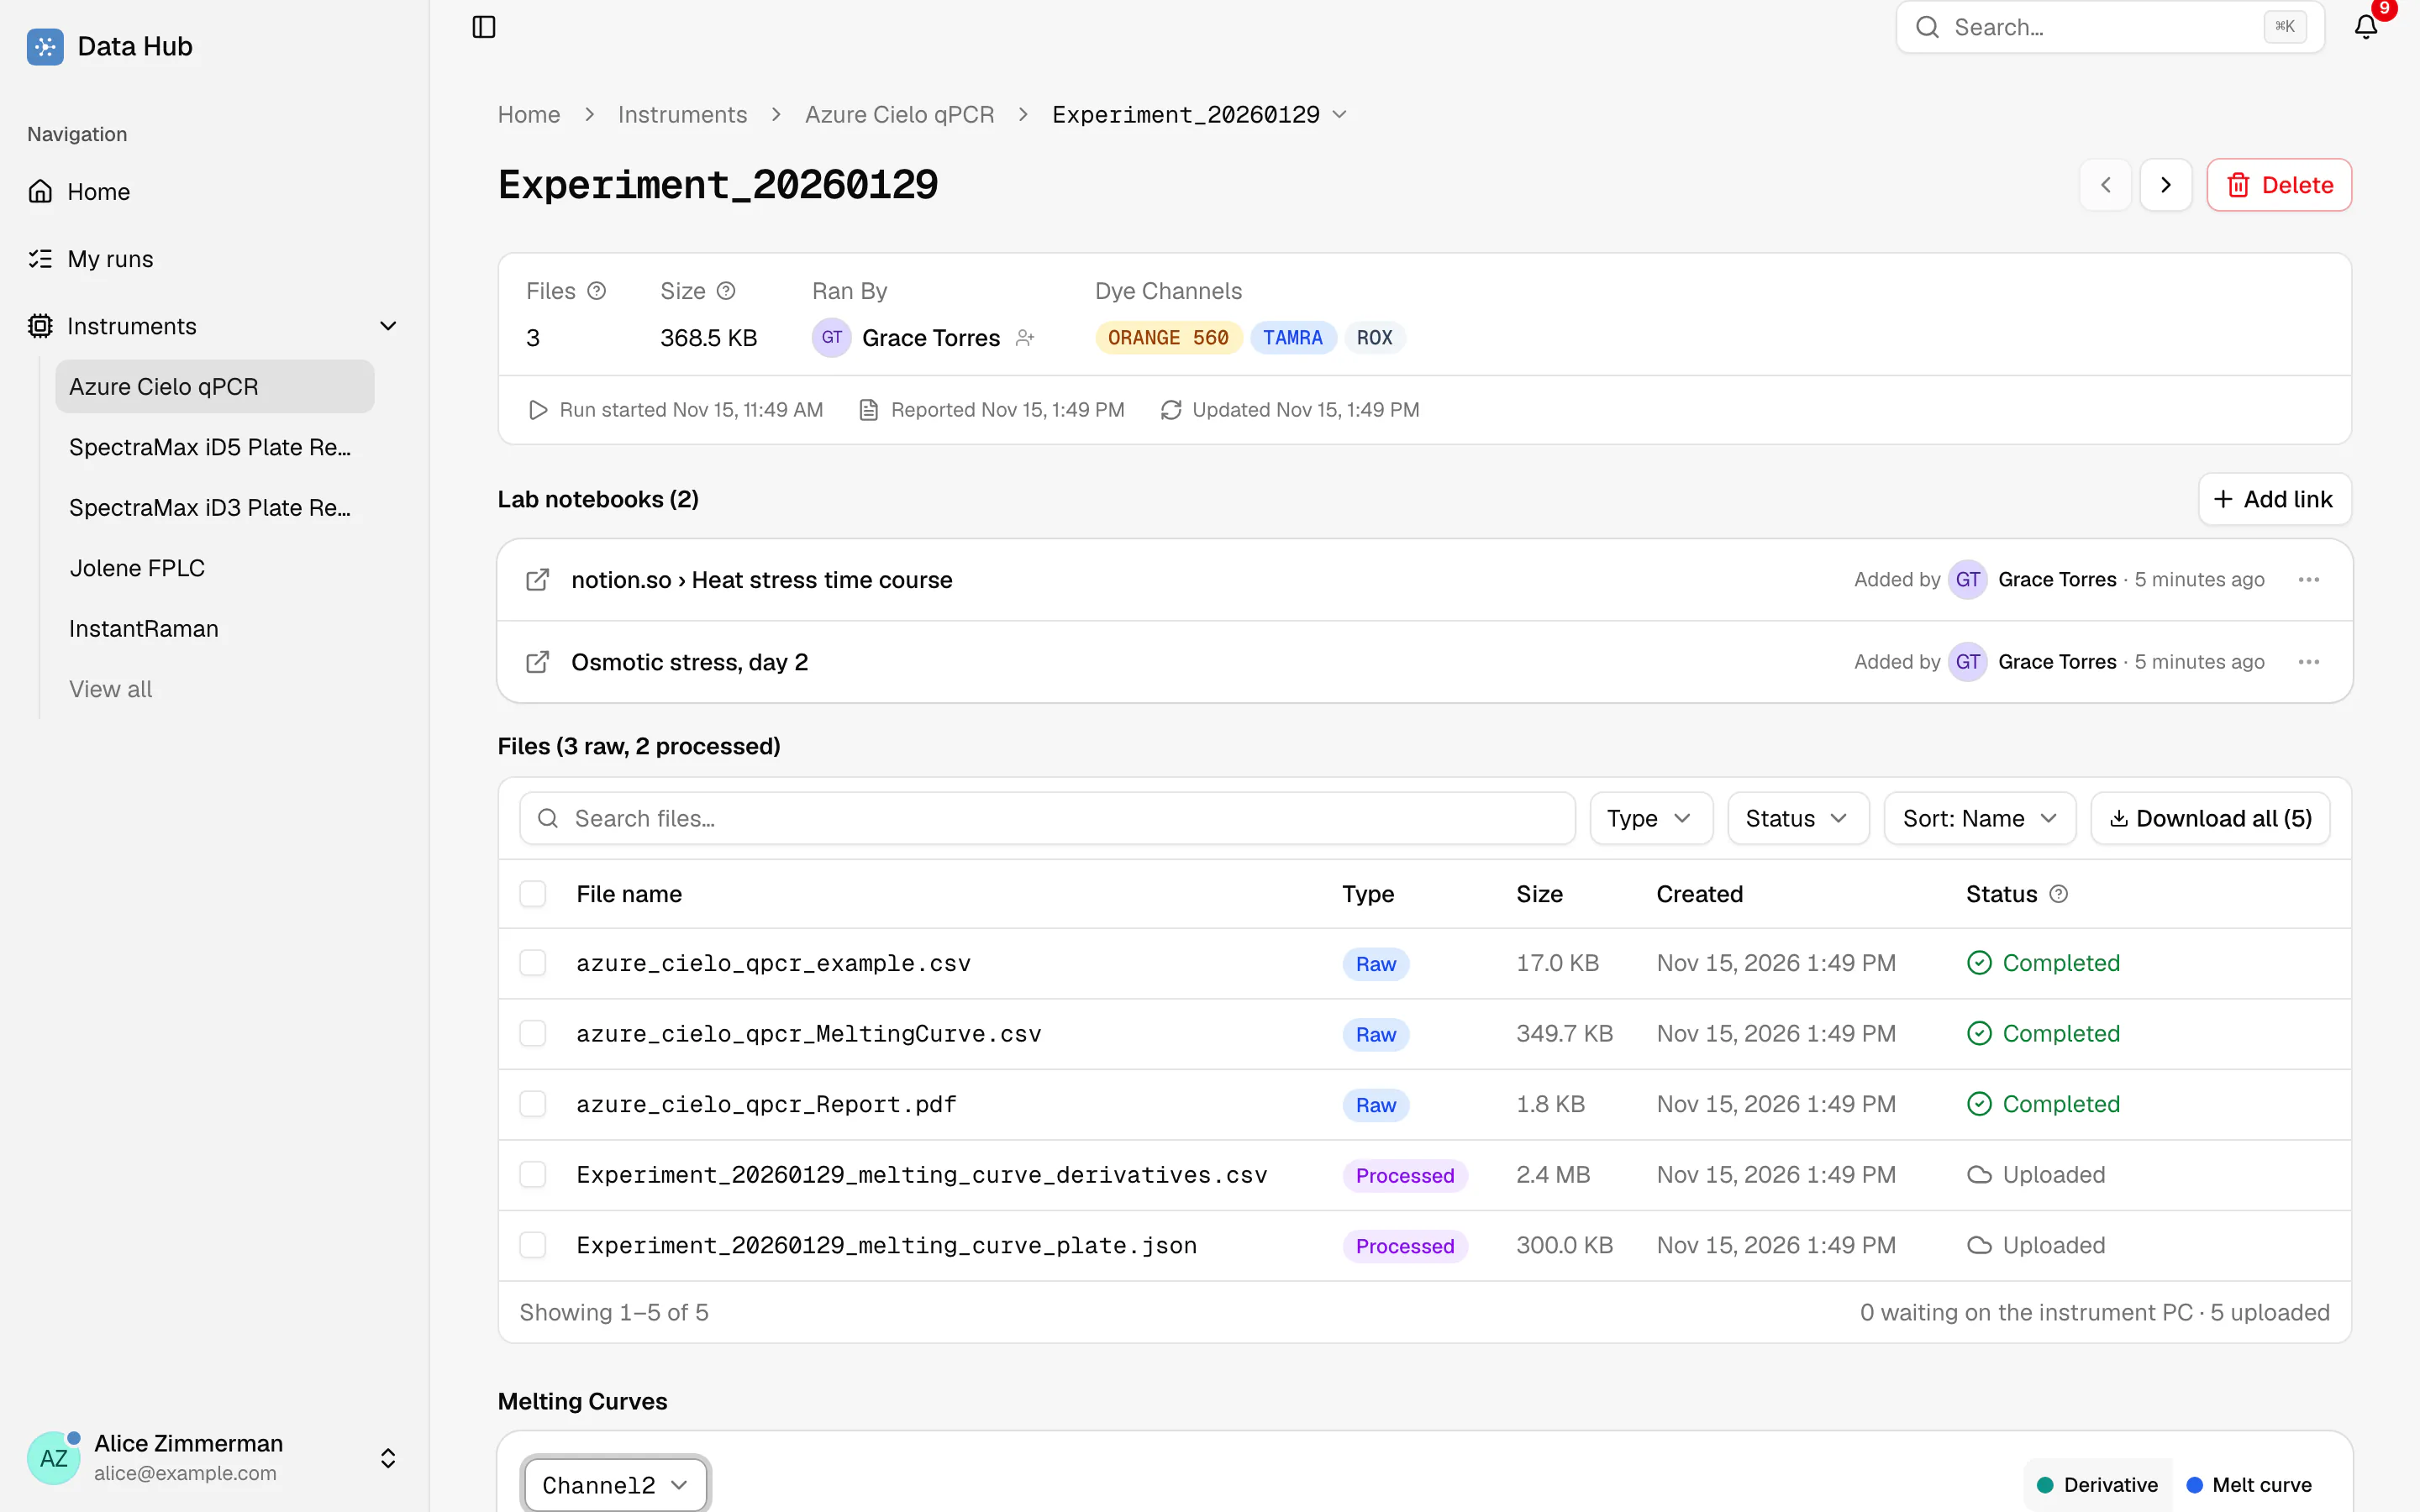 Data Hub
Search...
⌘K
9
Navigation
Home
My runs
Instruments
Azure Cielo qPCR
SpectraMax iD5 Plate Re...
SpectraMax iD3 Plate Re...
Jolene FPLC
InstantRaman
View all
Home > Instruments > Azure Cielo qPCR > Experiment_20260129
Experiment_20260129
Delete
Files Size Ran By Dye Channels
3 368.5 KB GT Grace Torres ORANGE 560 TAMRA ROX
Run started Nov 15, 11:49 AM Reported Nov 15, 1:49 PM Updated Nov 15, 1:49 PM
Lab notebooks (2)
+ Add link
notion.so › Heat stress time course Added by GT Grace Torres · 5 minutes ago
Osmotic stress, day 2 Added by GT Grace Torres · 5 minutes ago
Files (3 raw, 2 processed)
Search files... Type Status Sort: Name Download all (5)
File name Type Size Created Status
azure_cielo_qpcr_example.csv Raw 17.0 KB Nov 15, 2026 1:49 PM Completed
azure_cielo_qpcr_MeltingCurve.csv Raw 349.7 KB Nov 15, 2026 1:49 PM Completed
azure_cielo_qpcr_Report.pdf Raw 1.8 KB Nov 15, 2026 1:49 PM Completed
Experiment_20260129_melting_curve_derivatives.csv Processed 2.4 MB Nov 15, 2026 1:49 PM Uploaded
Experiment_20260129_melting_curve_plate.json Processed 300.0 KB Nov 15, 2026 1:49 PM Uploaded
Showing 1–5 of 5 0 waiting on the instrument PC · 5 uploaded
Melting Curves
Channel2 Derivative Melt curve
AZ Alice Zimmerman
alice@example.com